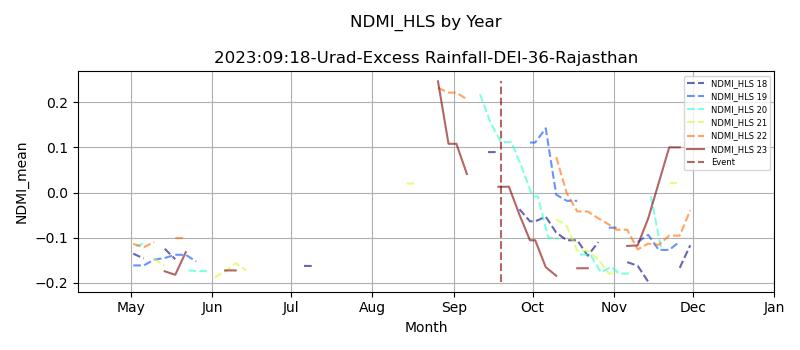 NDMI_HLS by Year
2023:09:18-Urad-Excess Rainfall-DEI-36-Rajasthan
NDMI_HLS 18
NDMI_HLS 19
NDMI_HLS 20
NDMI_HLS 21
NDMI_HLS 22
NDMI_HLS 23
Event
NDMI_mean
0.2
0.1
0.0
−0.1
−0.2
May Jun Jul Aug Sep Oct Nov Dec Jan
Month